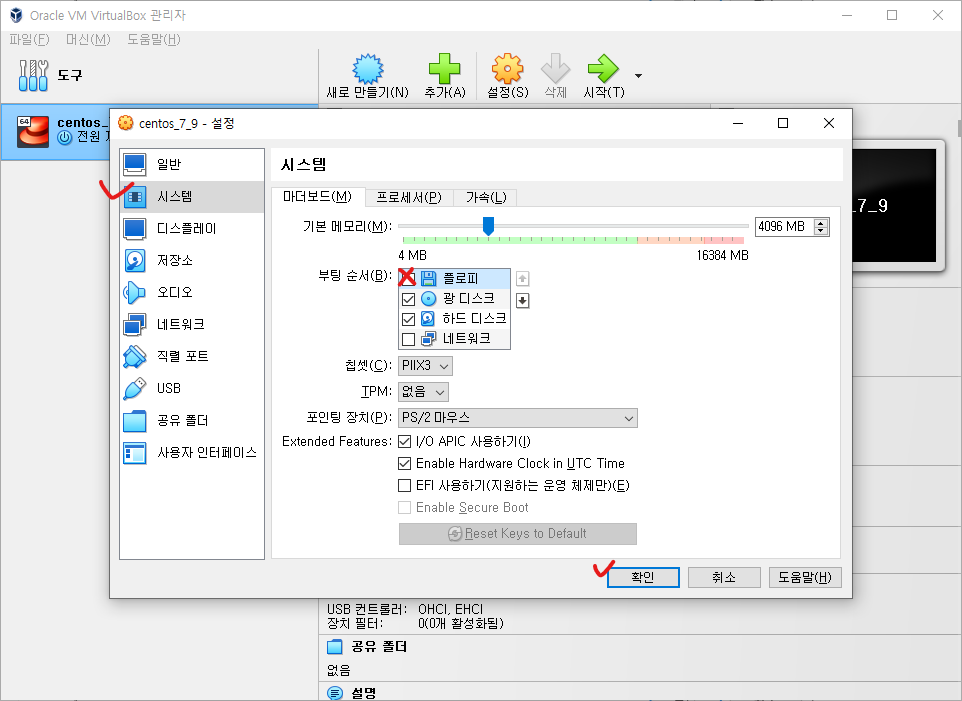 Oracle VM VirtualBox 관리자
파일(F) 머신(M) 도움말(H)
도구
새로 만들기(N) 추가(A) 설정(S) 삭제 시작(T)
64
centos_
전원
centos_7_9 - 설정
일반
시스템
디스플레이
저장소
오디오
네트워크
직렬 포트
USB
공유 폴더
사용자 인터페이스
시스템
마더보드(M) 프로세서(P) 가속(L)
기본 메모리(M): 4096 MB
4 MB 16384 MB
부팅 순서(B): 플로피
광 디스크
하드 디스크
네트워크
칩셋(C): PIIX3
TPM: 없음
포인팅 장치(P): PS/2 마우스
Extended Features: I/O APIC 사용하기(I)
Enable Hardware Clock in UTC Time
EFI 사용하기(지원하는 운영 체제만)(E)
Enable Secure Boot
Reset Keys to Default
확인 취소 도움말(H)
_7_9
USB 컨트롤러: OHCI, EHCI
장치 필터: 0(0개 활성화됨)
공유 폴더
없음
설명